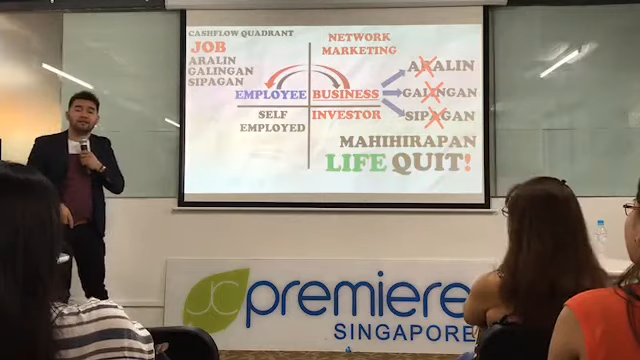 CASHFLOW QUADRANT
JOB
ARALIN
GALINGAN
SIPAGAN
NETWORK
MARKETING
EMPLOYEE
BUSINESS
SELF
EMPLOYED
INVESTOR
ARALIN
GALINGAN
SIPAGAN
MAHIHIRAPAN
LIFE QUIT!
JC premiere
SINGAPORE